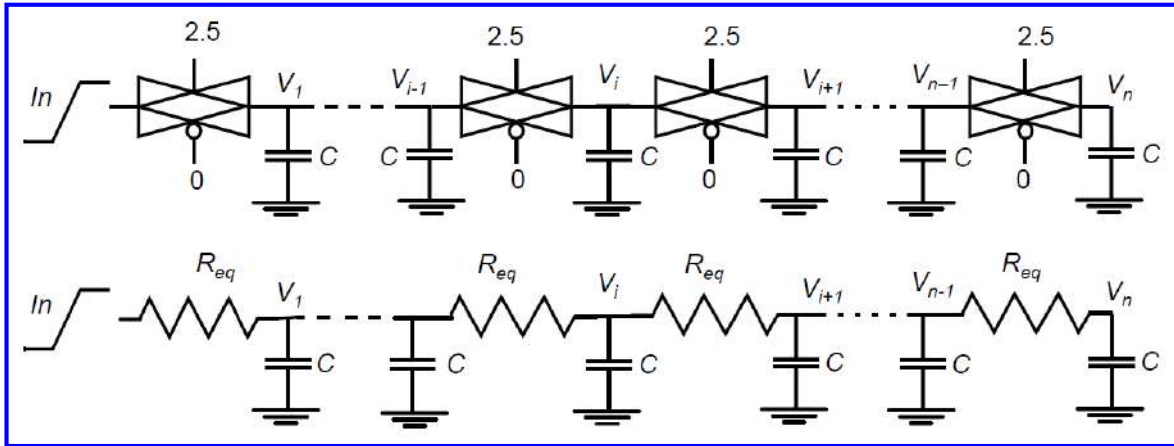 2.5 2.5 2.5 2.5
In V1 Vi-1 Vi Vi+1 Vn–1 Vn
C C C C C C
0 0 0 0
Req Req Req Req
In V1 Vi Vi+1 Vn-1 Vn
C C C C C C